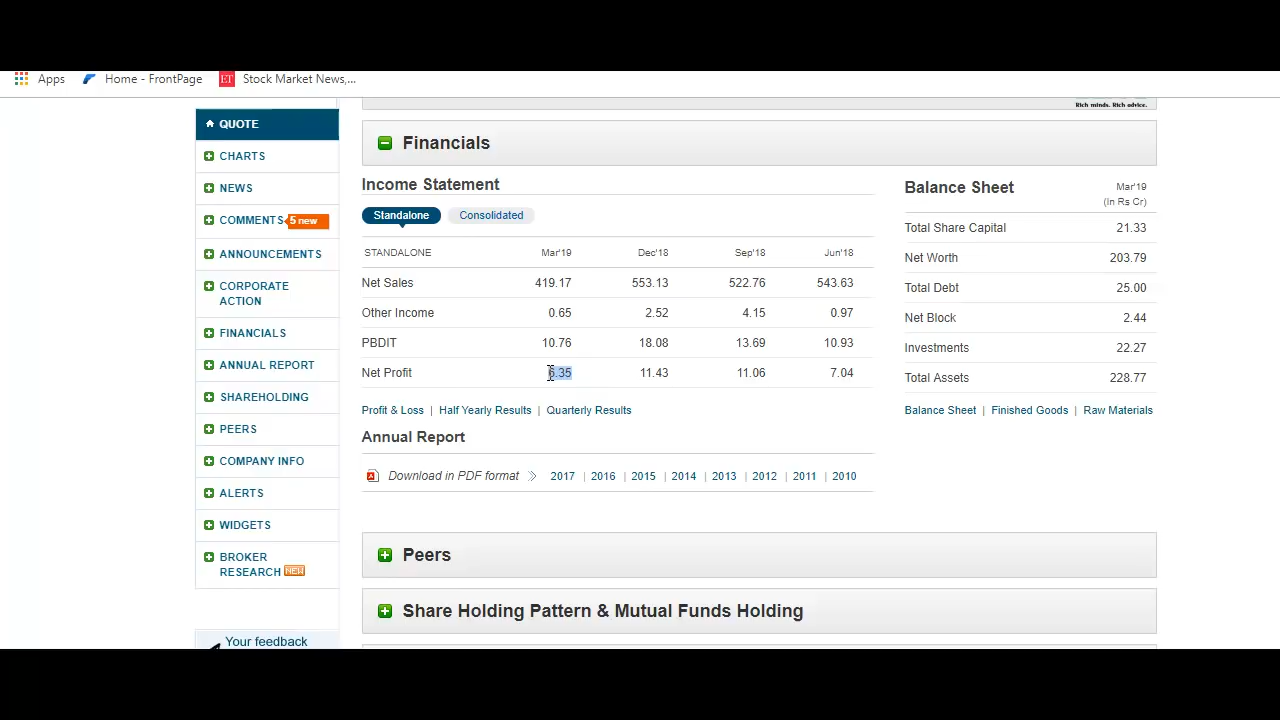 Apps Home - FrontPage ET Stock Market News,...
Rich minds. Rich advice.
QUOTE
CHARTS
NEWS
COMMENTS 5 new
ANNOUNCEMENTS
CORPORATE
ACTION
FINANCIALS
ANNUAL REPORT
SHAREHOLDING
PEERS
COMPANY INFO
ALERTS
WIDGETS
BROKER
RESEARCH NEW
Your feedback
Financials
Income Statement
Standalone Consolidated
STANDALONE Mar'19 Dec'18 Sep'18 Jun'18
Net Sales 419.17 553.13 522.76 543.63
Other Income 0.65 2.52 4.15 0.97
PBDIT 10.76 18.08 13.69 10.93
Net Profit 6.35 11.43 11.06 7.04
Profit & Loss | Half Yearly Results | Quarterly Results
Annual Report
Download in PDF format 2017 | 2016 | 2015 | 2014 | 2013 | 2012 | 2011 | 2010
Balance Sheet Mar'19
(In Rs Cr)
Total Share Capital 21.33
Net Worth 203.79
Total Debt 25.00
Net Block 2.44
Investments 22.27
Total Assets 228.77
Balance Sheet | Finished Goods | Raw Materials
Peers
Share Holding Pattern & Mutual Funds Holding